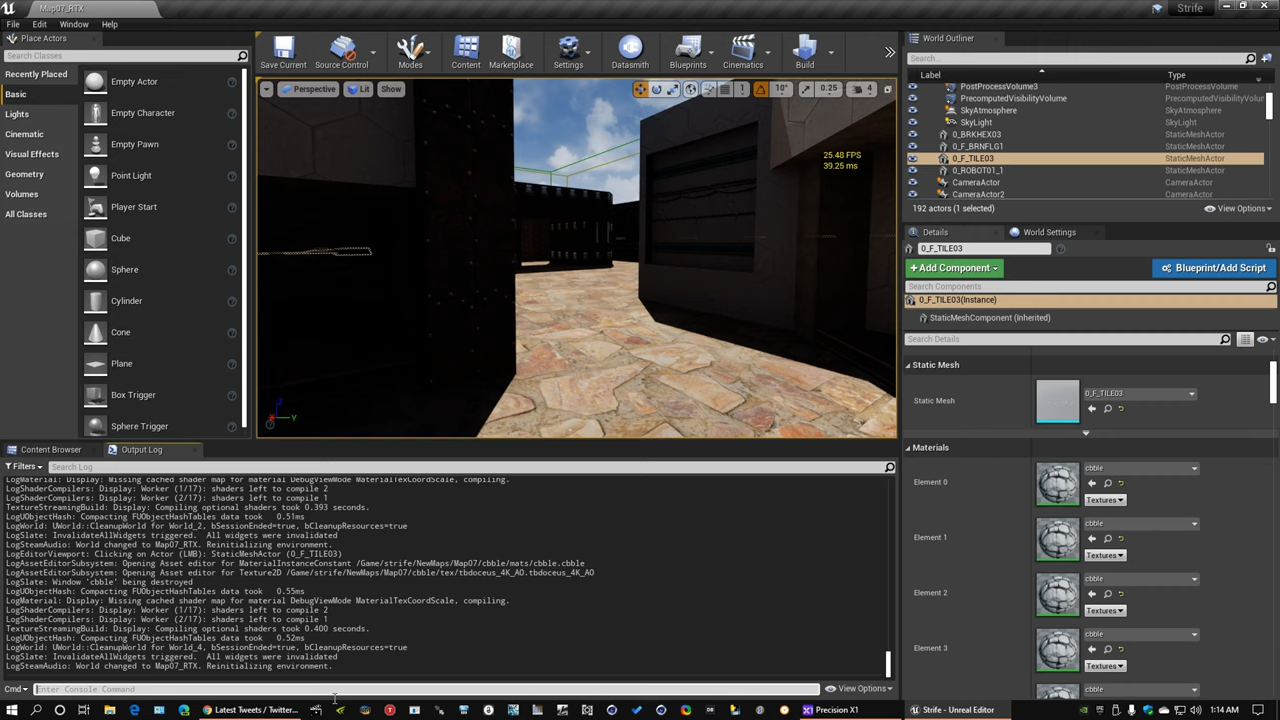 Map07_RTX
Strife
File Edit Window Help
Place Actors
Search Classes
Recently Placed
Basic
Lights
Cinematic
Visual Effects
Geometry
Volumes
All Classes
Empty Actor
Empty Character
Empty Pawn
Point Light
Player Start
Cube
Sphere
Cylinder
Cone
Plane
Box Trigger
Sphere Trigger
Save Current
Source Control
Modes
Content
Marketplace
Settings
Datasmith
Blueprints
Cinematics
Build
Perspective
Lit
Show
10°
0.25
4
25.48 FPS
39.25 ms
Z
Y
World Outliner
Search...
Label Type
PostProcessVolume3 PostProcessVolume
PrecomputedVisibilityVolume PrecomputedVisibilityVolum
SkyAtmosphere SkyAtmosphere
SkyLight SkyLight
0_BRKHEX03 StaticMeshActor
0_F_BRNFLG1 StaticMeshActor
0_F_TILE03 StaticMeshActor
0_ROBOT01_1 StaticMeshActor
CameraActor CameraActor
CameraActor2 CameraActor
192 actors (1 selected)
View Options
Details
World Settings
0_F_TILE03
Add Component
Blueprint/Add Script
Search Components
0_F_TILE03(Instance)
StaticMeshComponent (Inherited)
Search Details
Static Mesh
Static Mesh
0_F_TILE03
Materials
Element 0
cbble
Textures
Element 1
cbble
Textures
Element 2
cbble
Textures
Element 3
cbble
Textures
cbble
Content Browser
Output Log
Filters
Search Log
LogMaterial: Display: Missing cached shader map for material DebugViewMode MaterialTexCoordScale, compiling.
LogShaderCompilers: Display: Worker (1/17): shaders left to compile 2
LogShaderCompilers: Display: Worker (2/17): shaders left to compile 1
TextureStreamingBuild: Display: Compiling optional shaders took 0.393 seconds.
LogUObjectHash: Compacting FUObjectHashTables data took 0.51ms
LogWorld: UWorld::CleanupWorld for World_2, bSessionEnded=true, bCleanupResources=true
LogSlate: InvalidateAllWidgets triggered. All widgets were invalidated
LogSteamAudio: World changed to Map07_RTX. Reinitializing environment.
LogEditorViewport: Clicking on Actor (LMB): StaticMeshActor (0_F_TILE03)
LogAssetEditorSubsystem: Opening Asset editor for MaterialInstanceConstant /Game/strife/NewMaps/Map07/cbble/mats/cbble.cbble
LogAssetEditorSubsystem: Opening Asset editor for Texture2D /Game/strife/NewMaps/Map07/cbble/tex/tbdoceus_4K_AO.tbdoceus_4K_AO
LogSlate: Window 'cbble' being destroyed
LogUObjectHash: Compacting FUObjectHashTables data took 0.55ms
LogMaterial: Display: Missing cached shader map for material DebugViewMode MaterialTexCoordScale, compiling.
LogShaderCompilers: Display: Worker (1/17): shaders left to compile 2
LogShaderCompilers: Display: Worker (2/17): shaders left to compile 1
TextureStreamingBuild: Display: Compiling optional shaders took 0.400 seconds.
LogUObjectHash: Compacting FUObjectHashTables data took 0.52ms
LogWorld: UWorld::CleanupWorld for World_4, bSessionEnded=true, bCleanupResources=true
LogSlate: InvalidateAllWidgets triggered. All widgets were invalidated
LogSteamAudio: World changed to Map07_RTX. Reinitializing environment.
Cmd
Enter Console Command
View Options
Latest Tweets / Twitter...
Precision X1
Strife - Unreal Editor
1:14 AM